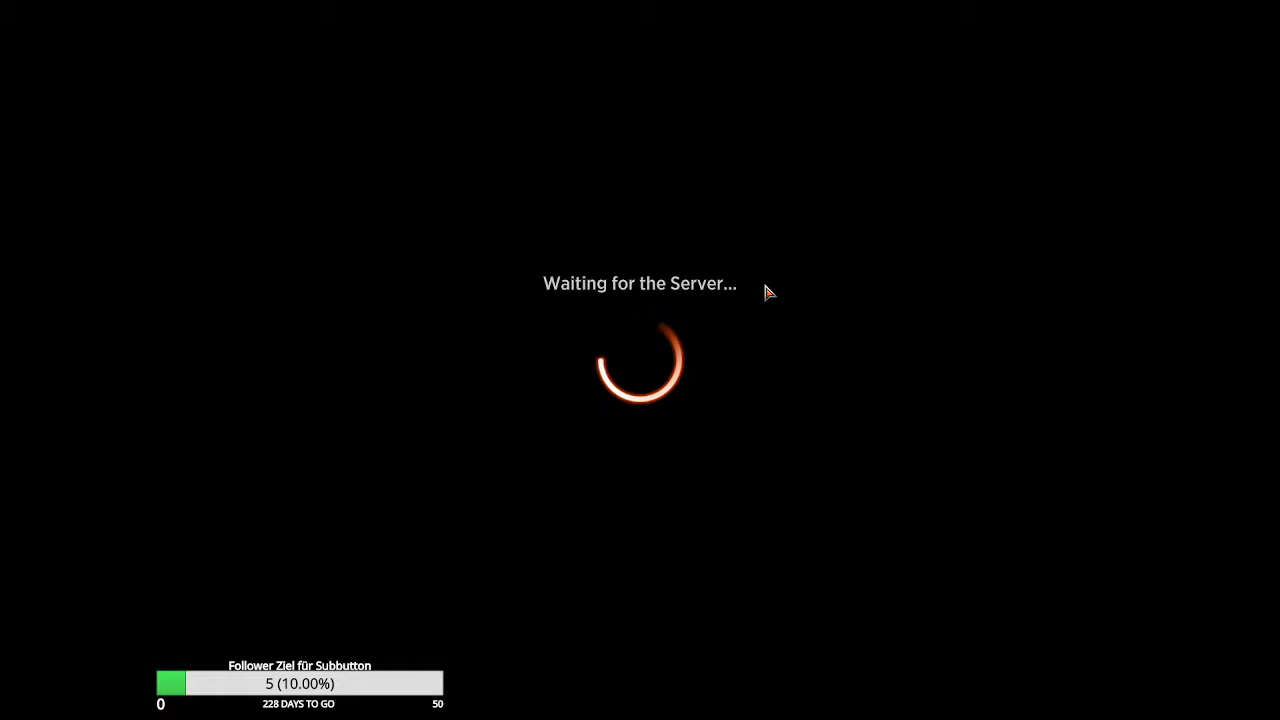 Waiting for the Server...
Follower Ziel für Subbutton
5 (10.00%)
0 228 DAYS TO GO 50